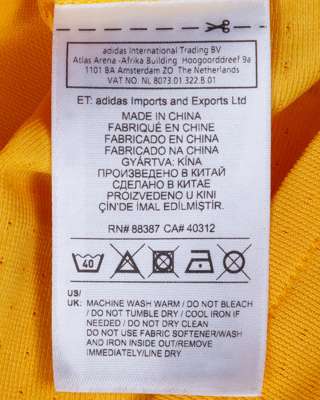 adidas International Trading BV
Atlas Arena -Afrika Building Hoogoorddreef 9a
1101 BA Amsterdam ZO The Netherlands
VAT NO. NL 8073.01.322.B.01
ET: adidas Imports and Exports Ltd
MADE IN CHINA
FABRIQUÉ EN CHINE
FABRICADO EN CHINA
FABRICADO NA CHINA
GYÁRTVA: KÍNA
ПРОИЗВЕДЕНО В КИТАЙ
СДЕЛАНО В КИТАЕ
PROIZVEDENO U KINI
ÇİN'DE İMAL EDİLMİŞTİR.
RN# 88387 CA# 40312
40
US/
UK: MACHINE WASH WARM / DO NOT BLEACH
/ DO NOT TUMBLE DRY / COOL IRON IF
NEEDED / DO NOT DRY CLEAN
DO NOT USE FABRIC SOFTENER/WASH
AND IRON INSIDE OUT/REMOVE
IMMEDIATELY/LINE DRY